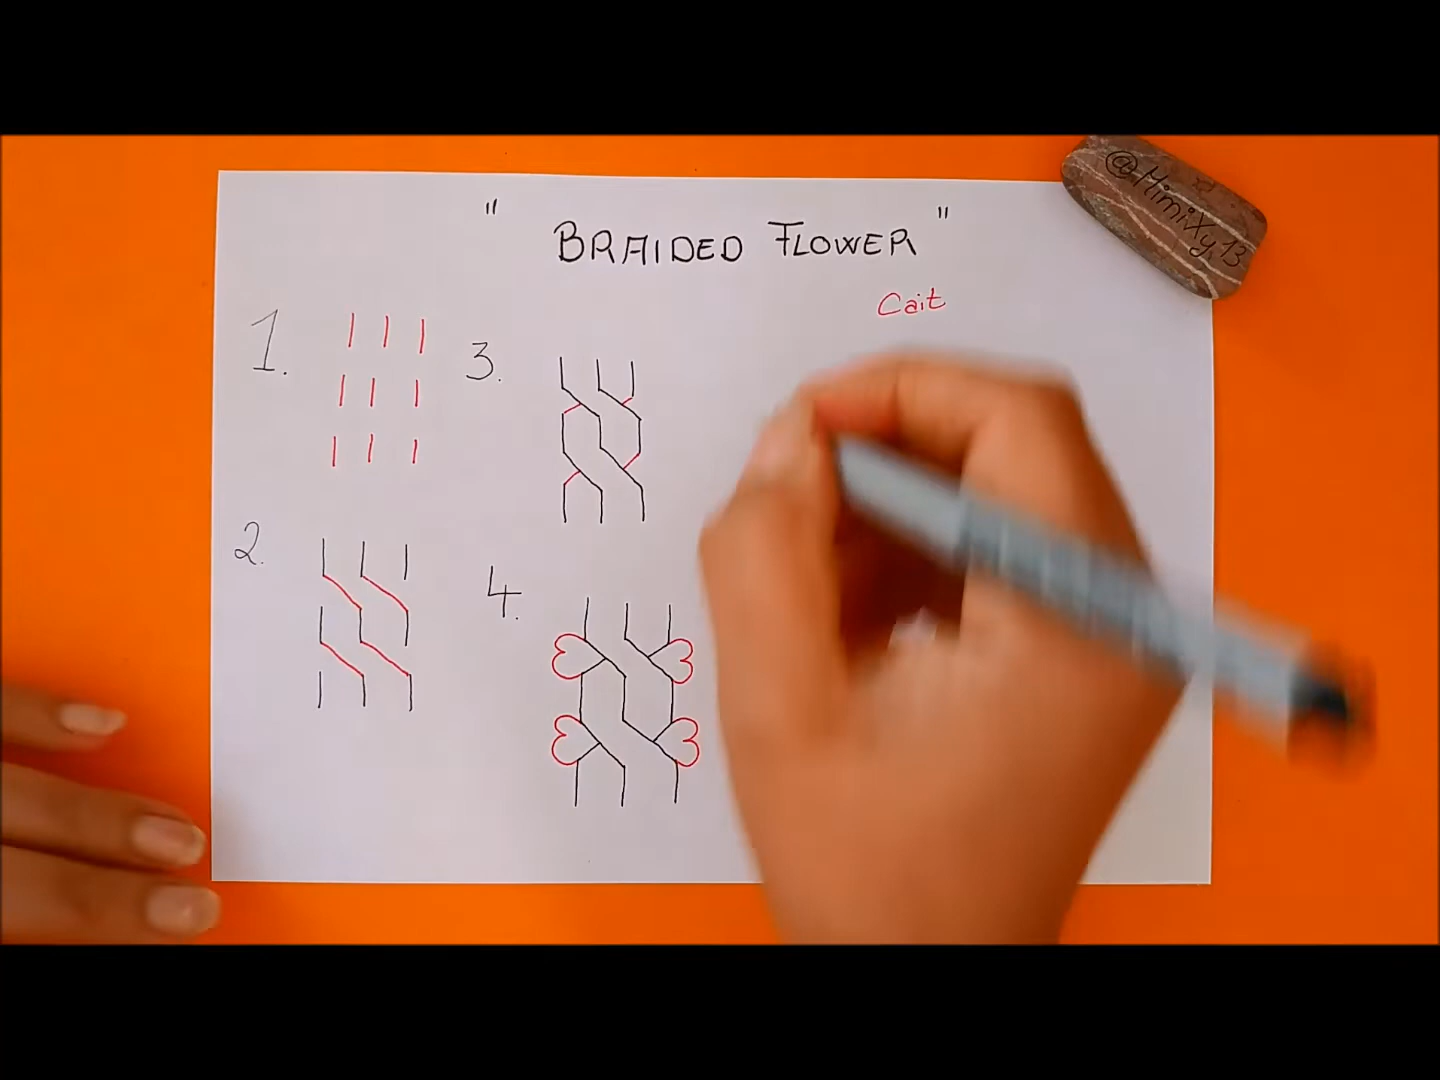 " BRAIDED FLOWER "
Cait
@MimiXy13
1.
2.
3.
4.